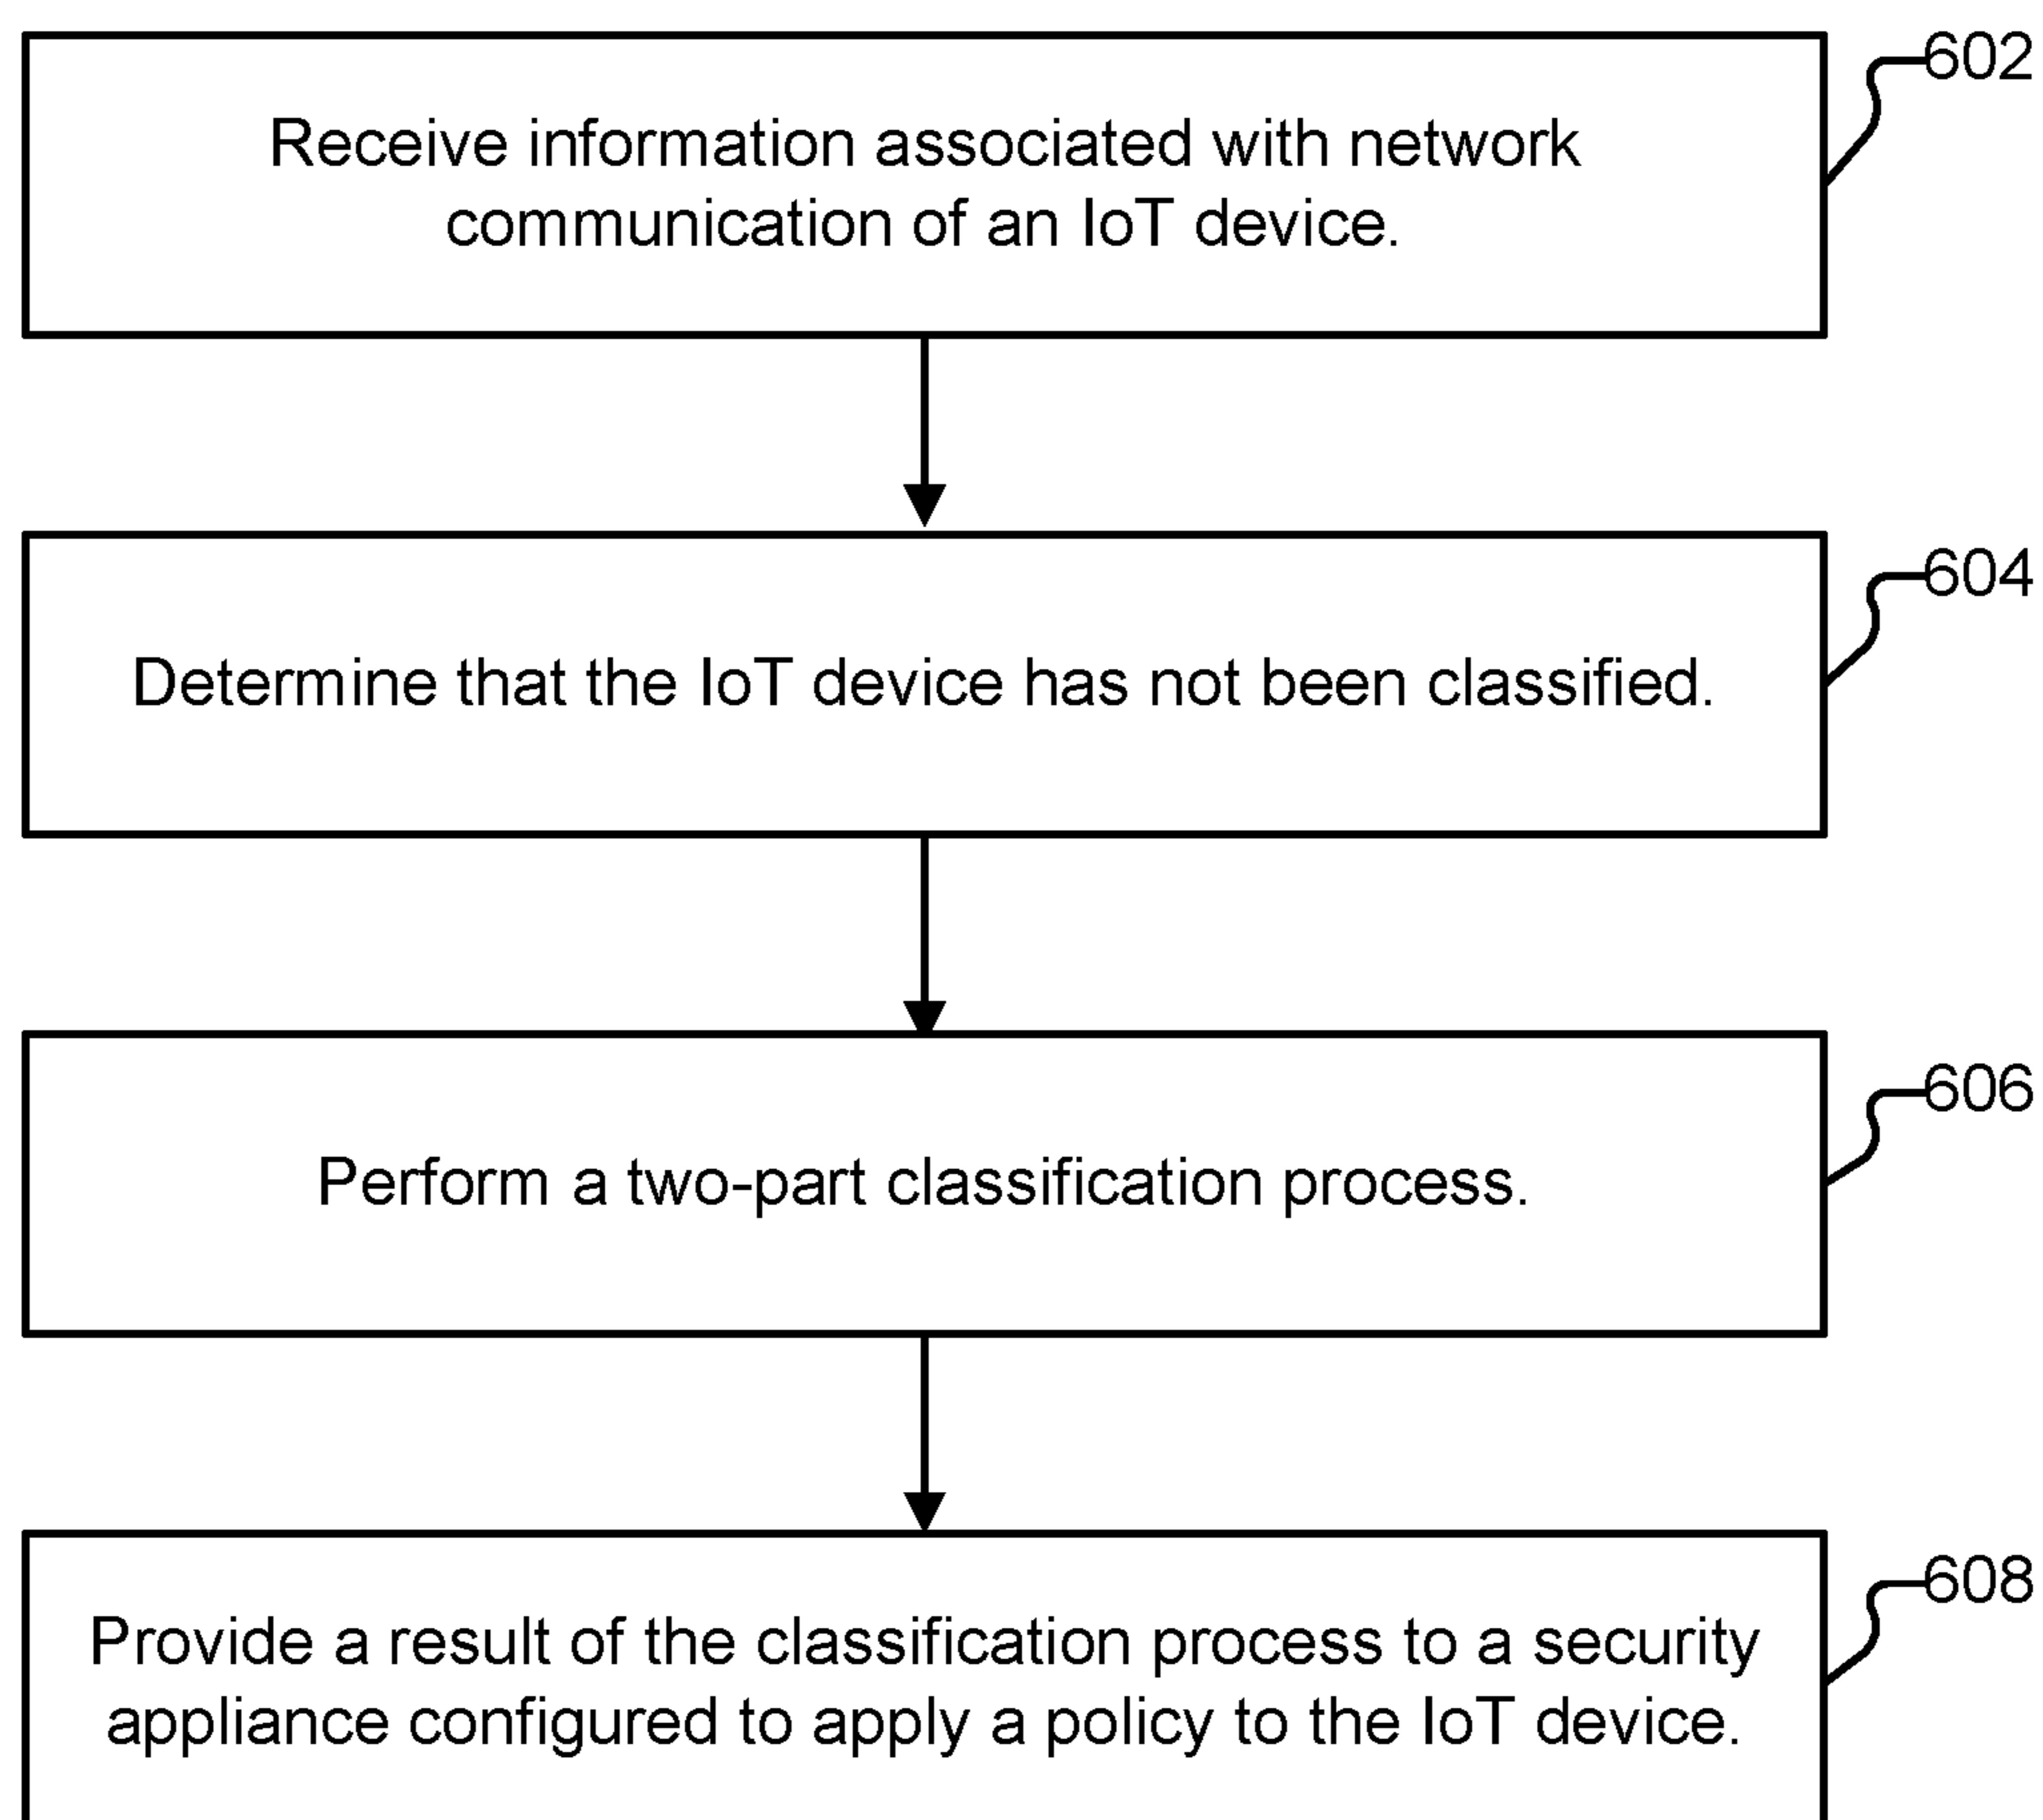 602
Receive information associated with network
communication of an IoT device.
604
Determine that the IoT device has not been classified.
606
Perform a two-part classification process.
608
Provide a result of the classification process to a security
appliance configured to apply a policy to the IoT device.